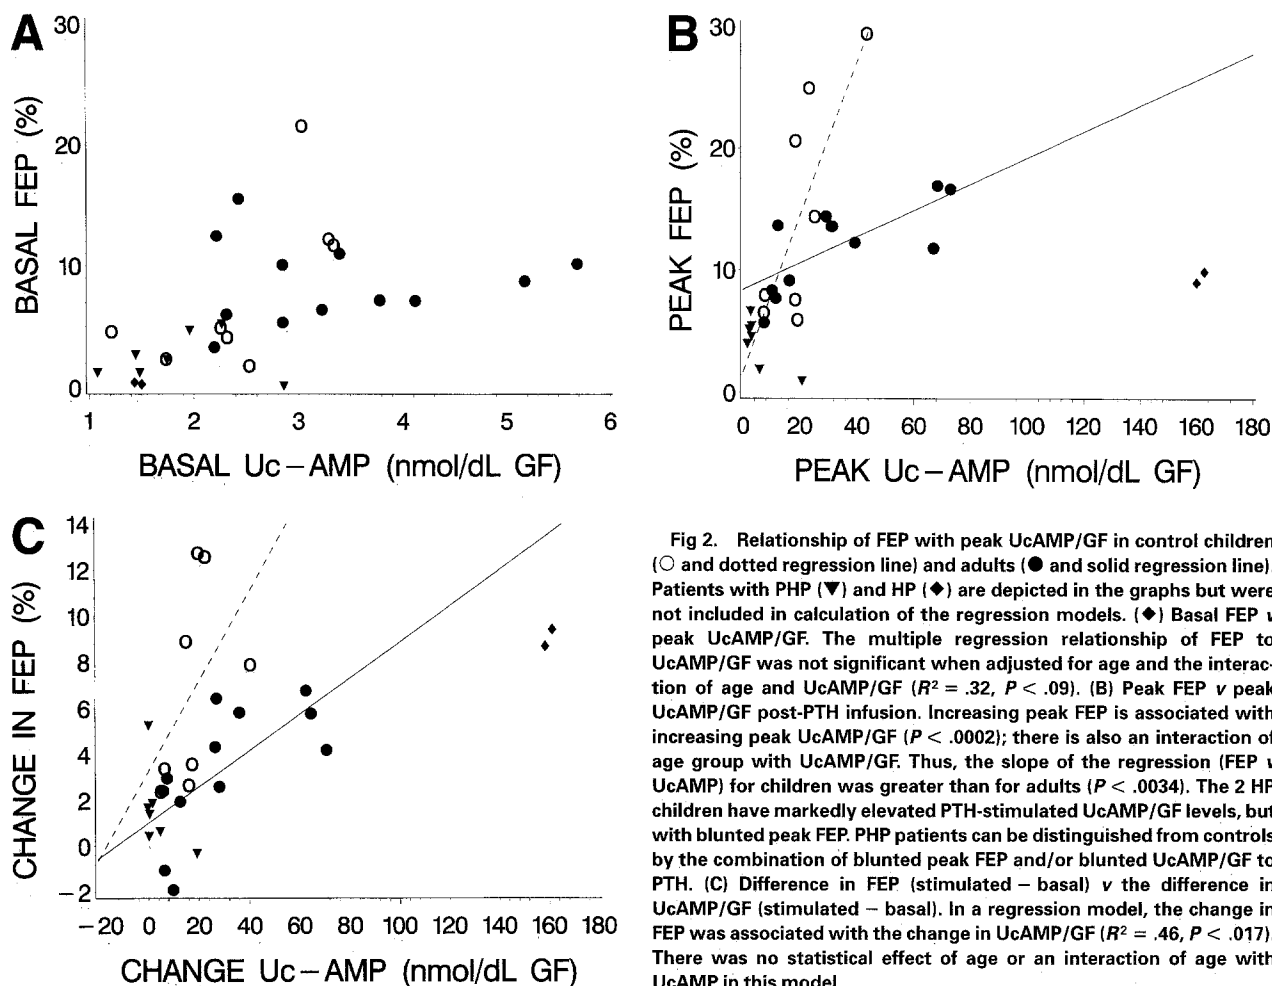 A
BASAL FEP (%)
30
20
10
0
1 2 3 4 5 6
BASAL Uc–AMP (nmol/dL GF)
B
PEAK FEP (%)
30
20
10
0
0 20 40 60 80 100 120 140 160 180
PEAK Uc–AMP (nmol/dL GF)
C
CHANGE IN FEP (%)
14
12
10
8
6
4
2
0
–2
–20 0 20 40 60 80 100 120 140 160 180
CHANGE Uc–AMP (nmol/dL GF)
Fig 2. Relationship of FEP with peak UcAMP/GF in control children
(○ and dotted regression line) and adults (● and solid regression line)
Patients with PHP (▼) and HP (◆) are depicted in the graphs but were
not included in calculation of the regression models. (◆) Basal FEP v
peak UcAMP/GF. The multiple regression relationship of FEP to
UcAMP/GF was not significant when adjusted for age and the interac-
tion of age and UcAMP/GF (R² = .32, P < .09). (B) Peak FEP v peak
UcAMP/GF post-PTH infusion. Increasing peak FEP is associated with
increasing peak UcAMP/GF (P < .0002); there is also an interaction of
age group with UcAMP/GF. Thus, the slope of the regression (FEP v
UcAMP) for children was greater than for adults (P < .0034). The 2 HP
children have markedly elevated PTH-stimulated UcAMP/GF levels, but
with blunted peak FEP. PHP patients can be distinguished from controls
by the combination of blunted peak FEP and/or blunted UcAMP/GF to
PTH. (C) Difference in FEP (stimulated – basal) v the difference in
UcAMP/GF (stimulated – basal). In a regression model, the change in
FEP was associated with the change in UcAMP/GF (R² = .46, P < .017)
There was no statistical effect of age or an interaction of age with
UcAMP in this model